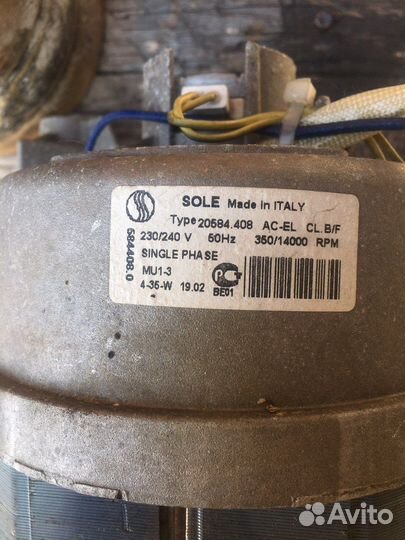 SOLE Made in ITALY
Type 20584.408 AC-EL CL.B/F
230/240 V 50Hz 350/14000 RPM
SINGLE PHASE
MU1-3
4-35-W 19.02
БЕ01
584408.0
Avito